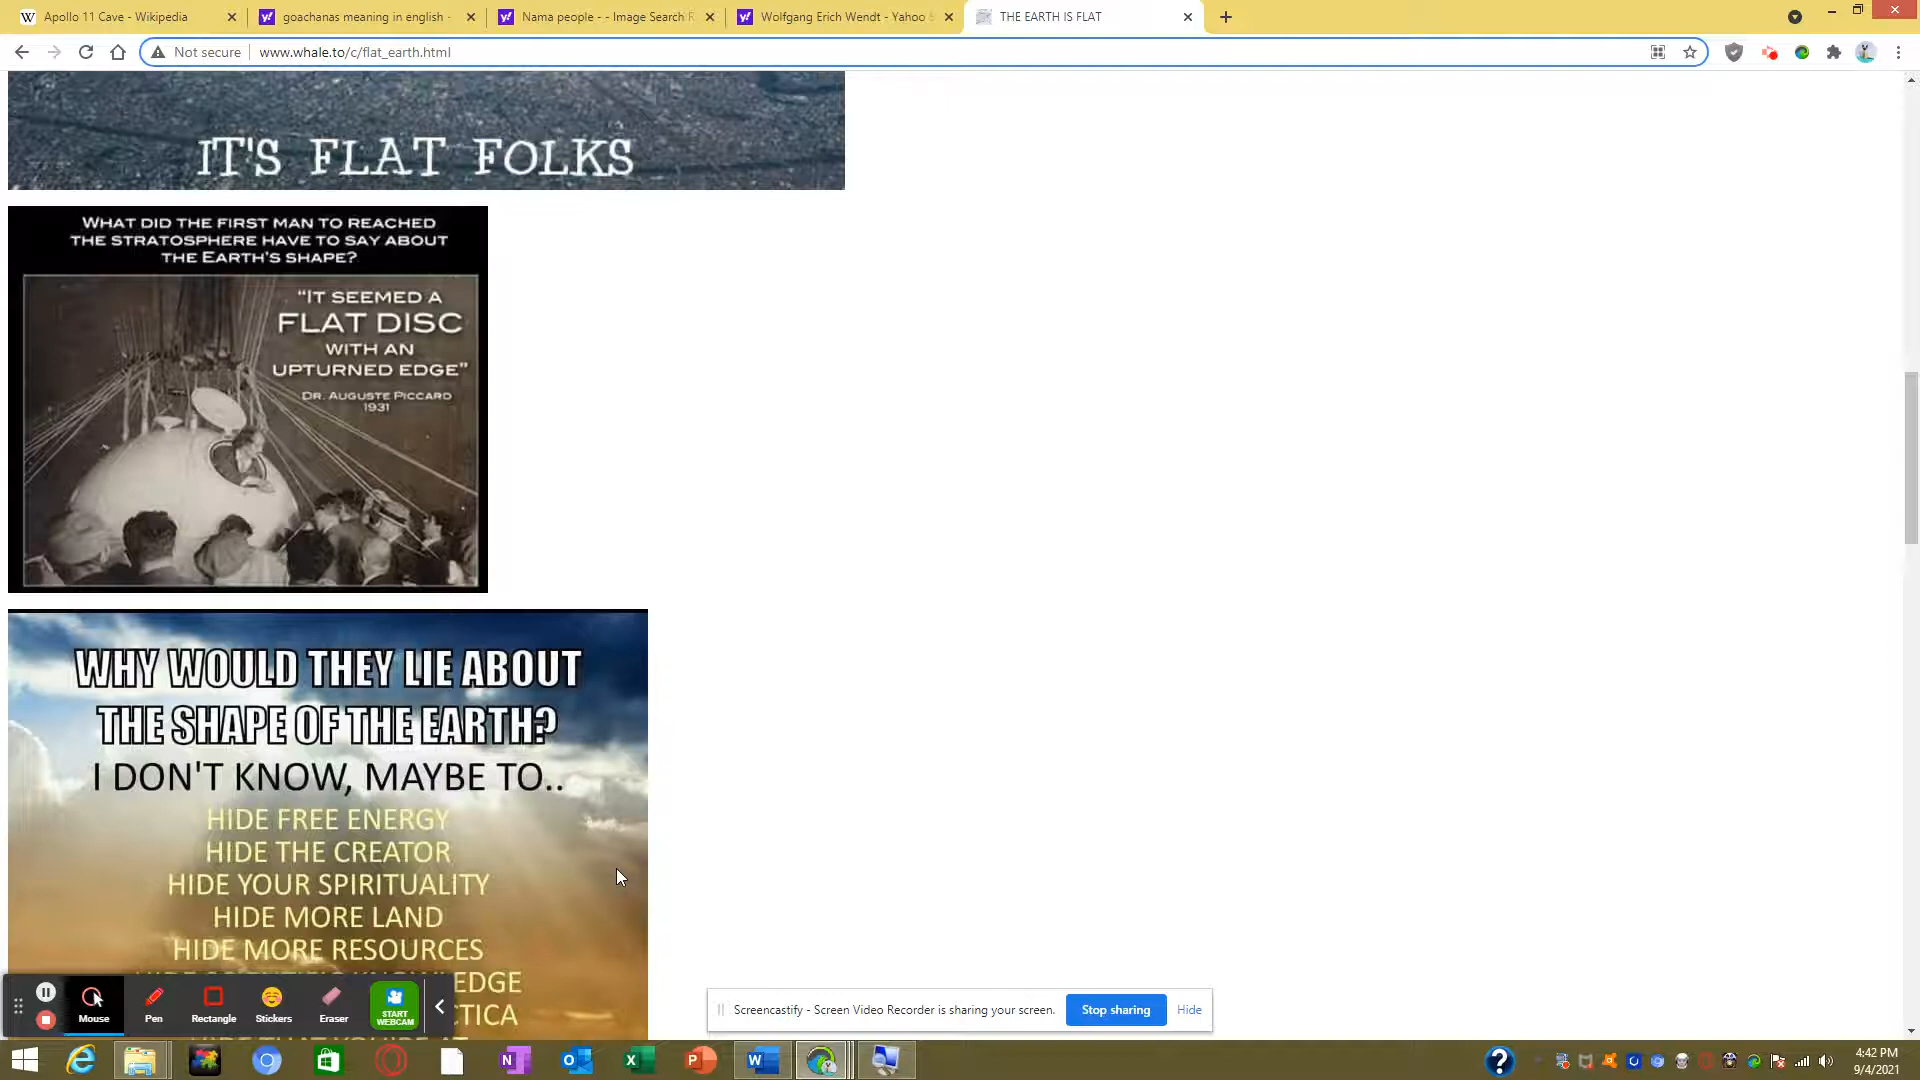 Apollo 11 Cave - Wikipedia
goachanas meaning in english -
Nama people - - Image Search R
Wolfgang Erich Wendt - Yahoo
THE EARTH IS FLAT
Not secure
www.whale.to/c/flat_earth.html
IT'S FLAT FOLKS
WHAT DID THE FIRST MAN TO REACHED
THE STRATOSPHERE HAVE TO SAY ABOUT
THE EARTH'S SHAPE?
"IT SEEMED A
FLAT DISC
WITH AN
UPTURNED EDGE"
DR. AUGUSTE PICCARD
1931
WHY WOULD THEY LIE ABOUT
THE SHAPE OF THE EARTH?
I DON'T KNOW, MAYBE TO..
HIDE FREE ENERGY
HIDE THE CREATOR
HIDE YOUR SPIRITUALITY
HIDE MORE LAND
HIDE MORE RESOURCES
Mouse
Pen
Rectangle
Stickers
Eraser
START
WEBCAM
Screencastify - Screen Video Recorder is sharing your screen.
Stop sharing
Hide
4:42 PM
9/4/2021